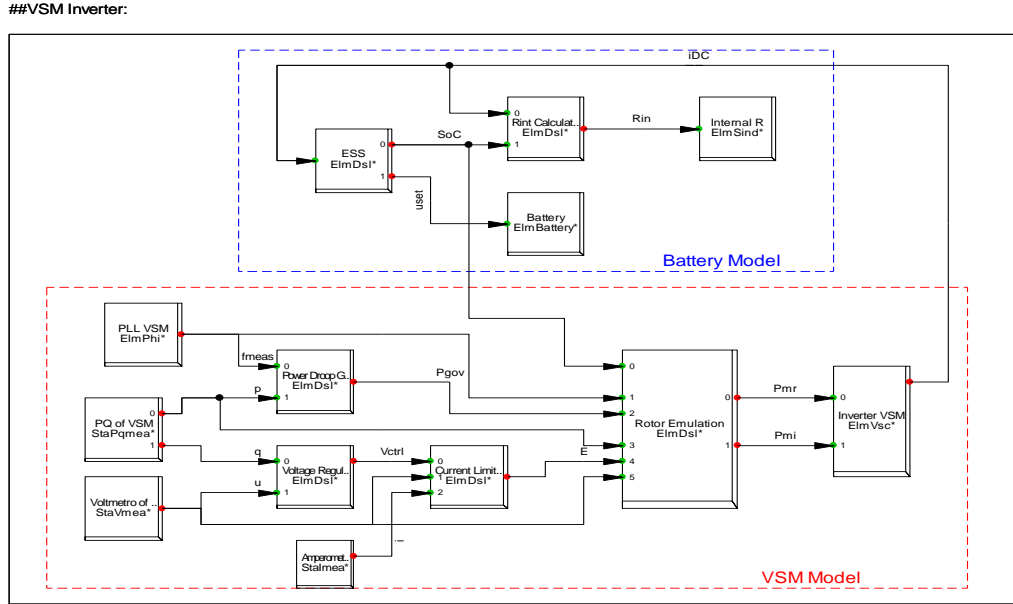 ##VSM Inverter:
iDC
0
Rint Calculat..
ElmDsl*
1
Rin
Internal R
ElmSind*
SoC
ESS
ElmDsl*
0
1
uset
Battery
ElmBattery*
Battery Model
PLL VSM
ElmPhi*
fmeas
0
Power Droop G..
ElmDsl*
1
Pgov
p
PQ of VSM
StaPqmea*
0
1
q
u
0
Voltage Regul..
ElmDsl*
1
Vctrl
0
1
Current Limit..
ElmDsl*
2
E
Voltmetro of ..
StaVmea*
Amperomet..
StaImea*
i
0
1
2
Rotor Emulation
ElmDsl*
3
4
5
0
1
Pmr
Pmi
0
Inverter VSM
ElmVsc*
1
VSM Model